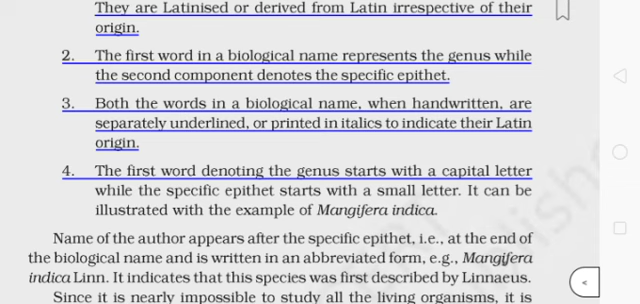 They are Latinised or derived from Latin irrespective of their
origin.
2. The first word in a biological name represents the genus while
the second component denotes the specific epithet.
3. Both the words in a biological name, when handwritten, are
separately underlined, or printed in italics to indicate their Latin
origin.
4. The first word denoting the genus starts with a capital letter
while the specific epithet starts with a small letter. It can be
illustrated with the example of Mangifera indica.
Name of the author appears after the specific epithet, i.e., at the end of
the biological name and is written in an abbreviated form, e.g., Mangifera
indica Linn. It indicates that this species was first described by Linnaeus.
Since it is nearly impossible to study all the living organisms, it is